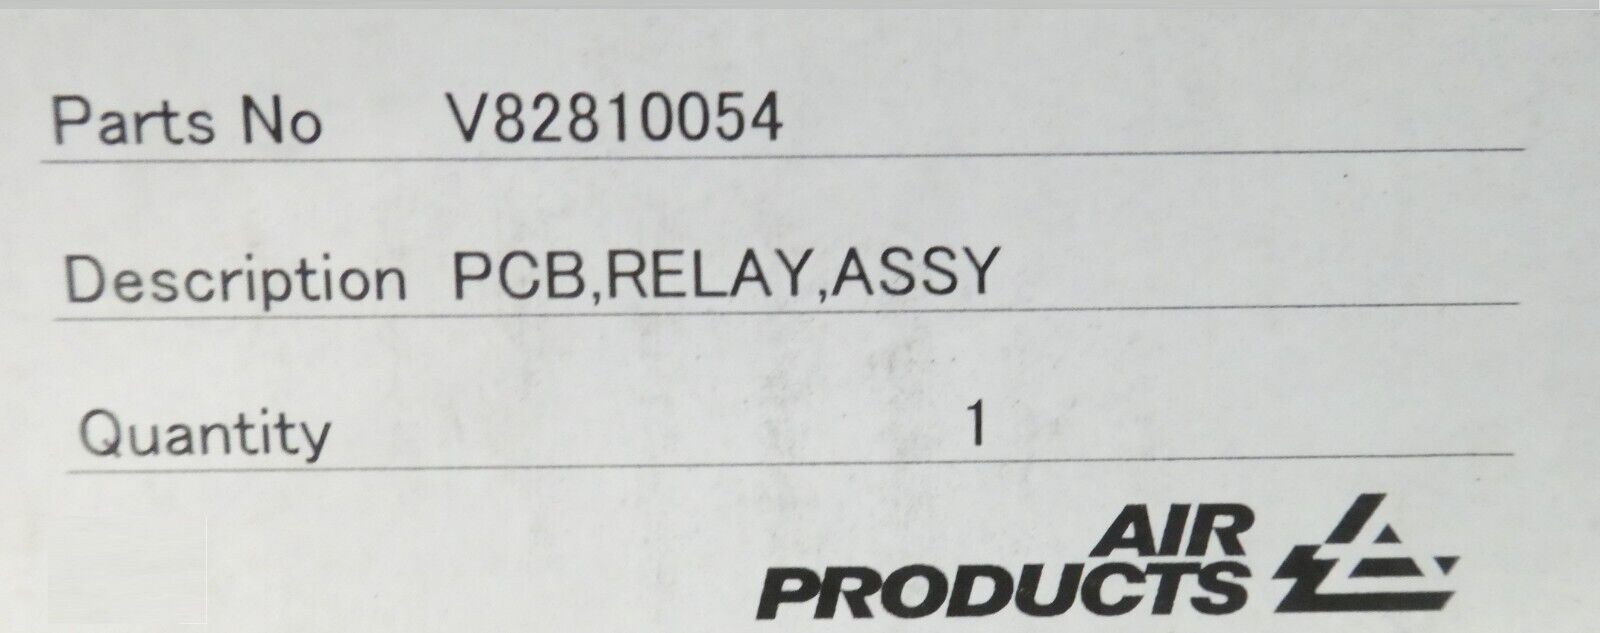 Parts No V82810054
Description PCB,RELAY,ASSY
Quantity 1
AIR
PRODUCTS